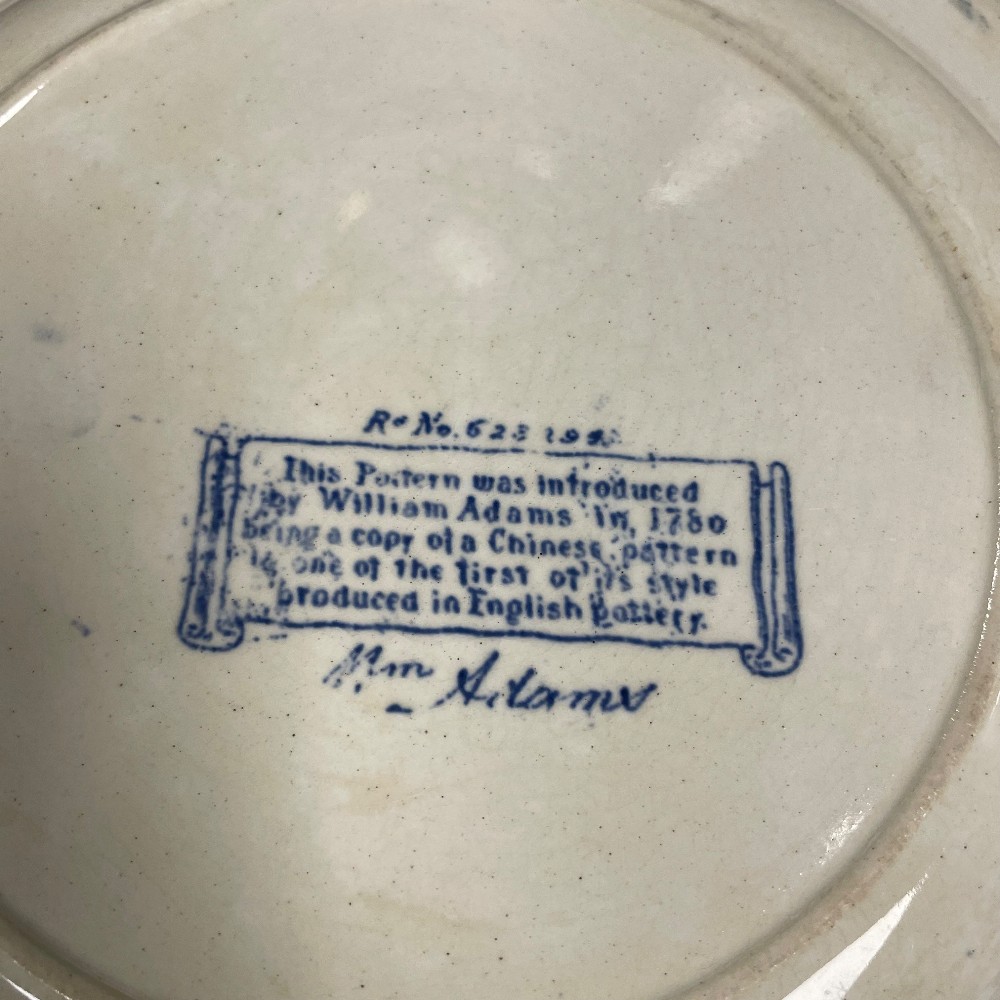 Rd No. 623
This Pattern was introduced
by William Adams in, 1780
being a copy of a Chinese pattern
is one of the first of its style
produced in English Pottery.
Wm Adams